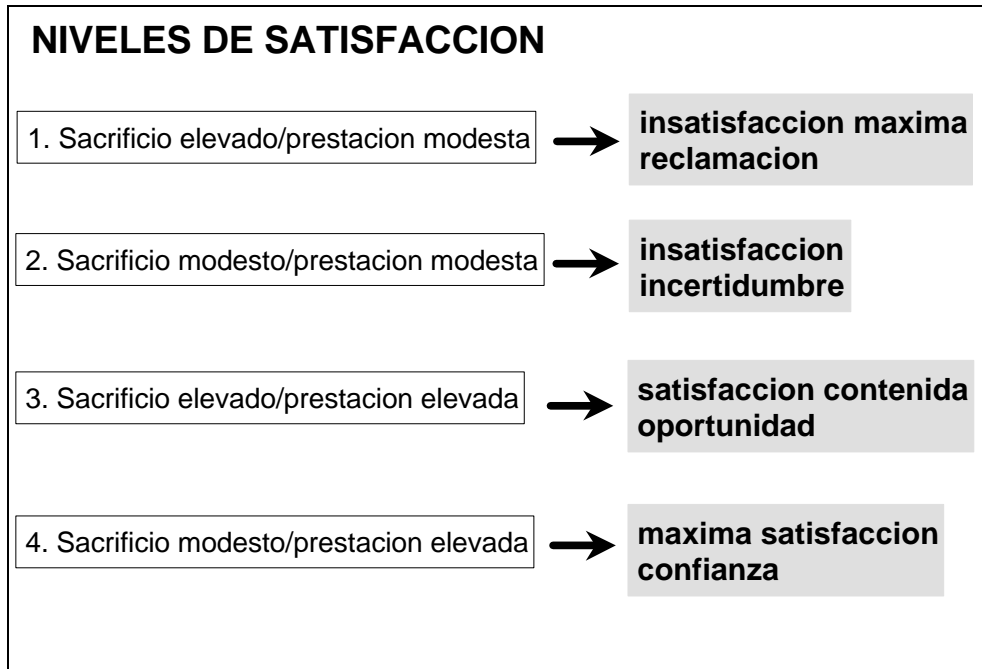 NIVELES DE SATISFACCION
1. Sacrificio elevado/prestacion modesta
insatisfaccion maxima
reclamacion
2. Sacrificio modesto/prestacion modesta
insatisfaccion
incertidumbre
3. Sacrificio elevado/prestacion elevada
satisfaccion contenida
oportunidad
4. Sacrificio modesto/prestacion elevada
maxima satisfaccion
confianza